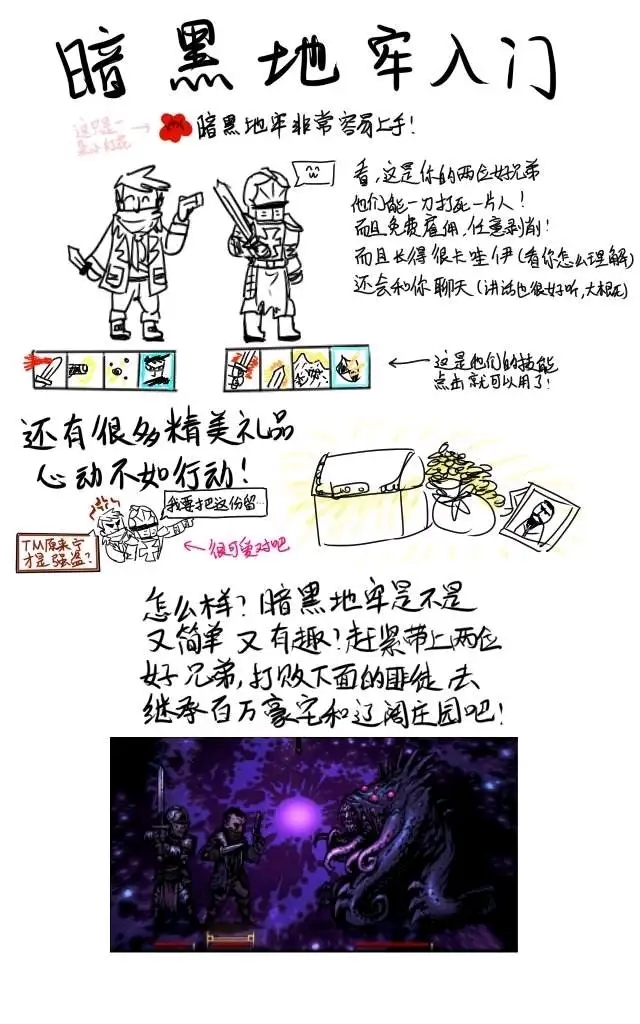 暗黑地牢入门
这只是一
朵小红花
暗黑地牢非常容易上手!
看,这是你的两位好兄弟
他们能一刀打死一片人!
而且免费雇佣,任意剥削!
而且长得很卡哇伊(看你怎么理解)
还会和你聊天(讲话也很好听,大根死)
这是他们的技能
点击就可以用了!
还有很多精美礼品
心动不如行动!
我要把这份留…
TM原来宁
才是强盗?
很可爱对吧
怎么样?暗黑地牢是不是
又简单又有趣?赶紧带上两位
好兄弟,打败下面的匪徒,去
继承百万豪宅和辽阔庄园吧!